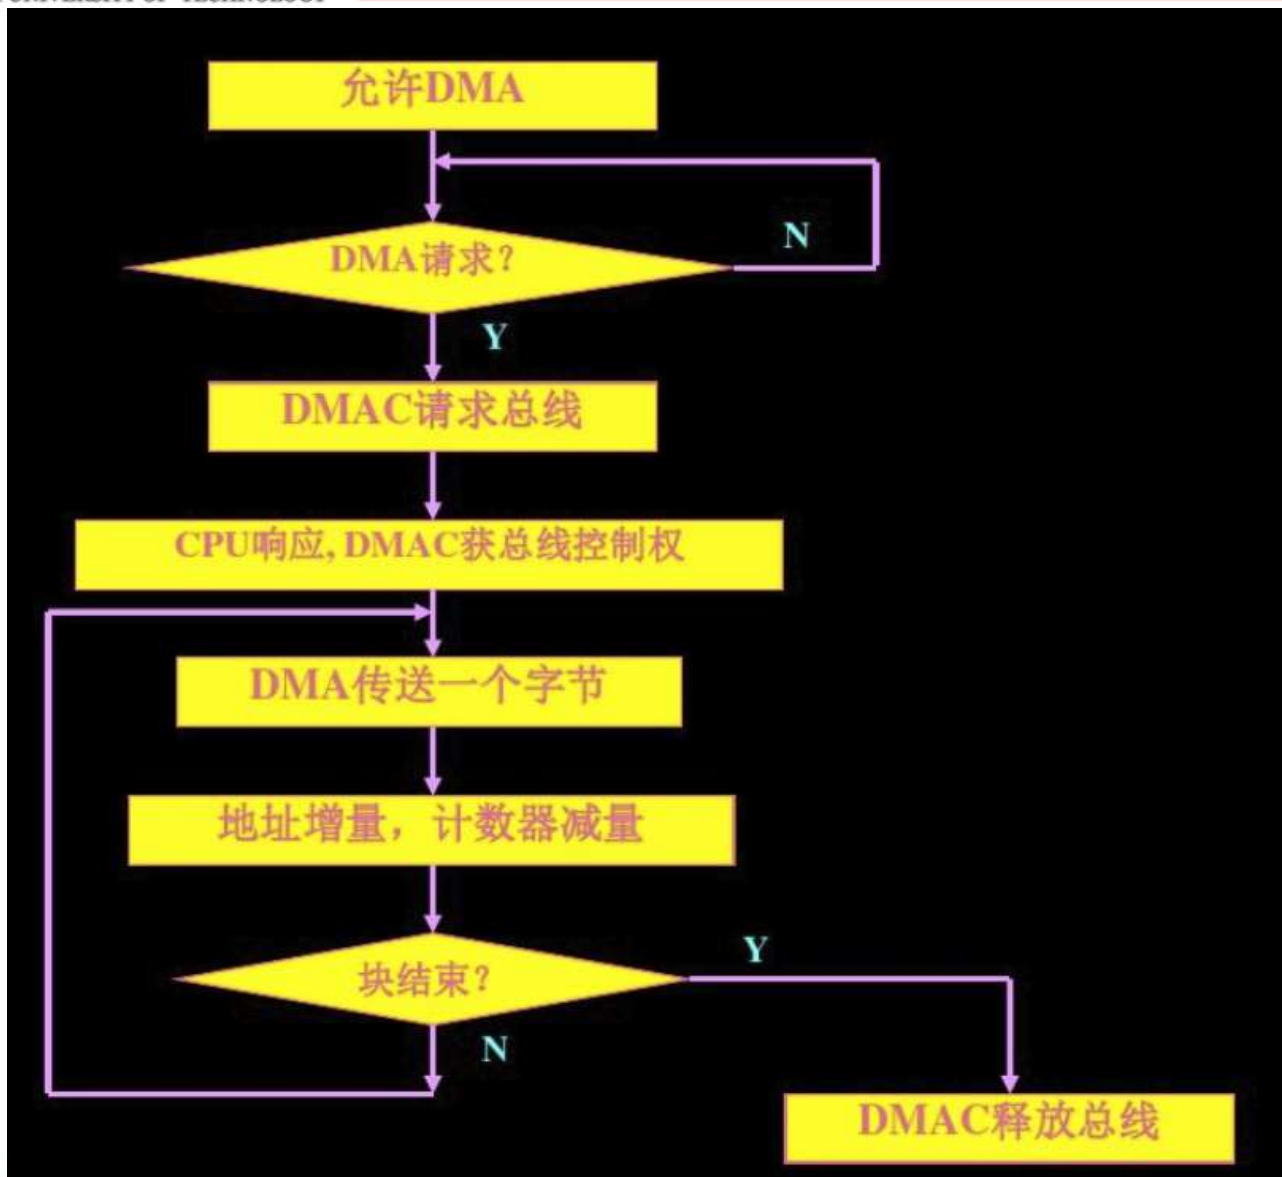 UNIVERSITY OF TECHNOLOGY
允许DMA
DMA请求?
N
Y
DMAC请求总线
CPU响应, DMAC获总线控制权
DMA传送一个字节
地址增量，计数器减量
块结束?
Y
N
DMAC释放总线